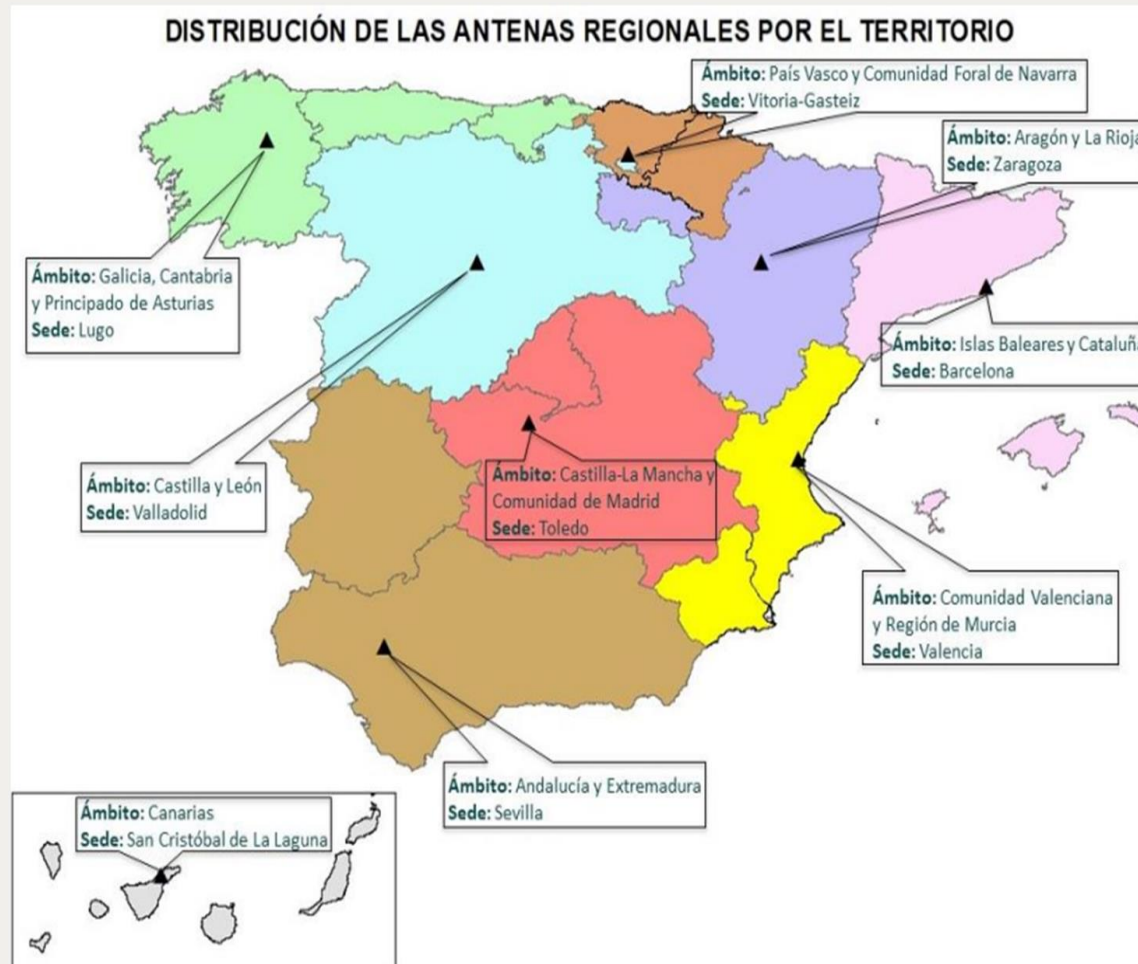 DISTRIBUCIÓN DE LAS ANTENAS REGIONALES POR EL TERRITORIO
Ámbito: País Vasco y Comunidad Foral de Navarra
Sede: Vitoria-Gasteiz
Ámbito: Aragón y La Rioja
Sede: Zaragoza
Ámbito: Galicia, Cantabria
y Principado de Asturias
Sede: Lugo
Ámbito: Islas Baleares y Cataluña
Sede: Barcelona
Ámbito: Castilla y León
Sede: Valladolid
Ámbito: Castilla-La Mancha y
Comunidad de Madrid
Sede: Toledo
Ámbito: Comunidad Valenciana
y Región de Murcia
Sede: Valencia
Ámbito: Andalucía y Extremadura
Sede: Sevilla
Ámbito: Canarias
Sede: San Cristóbal de La Laguna